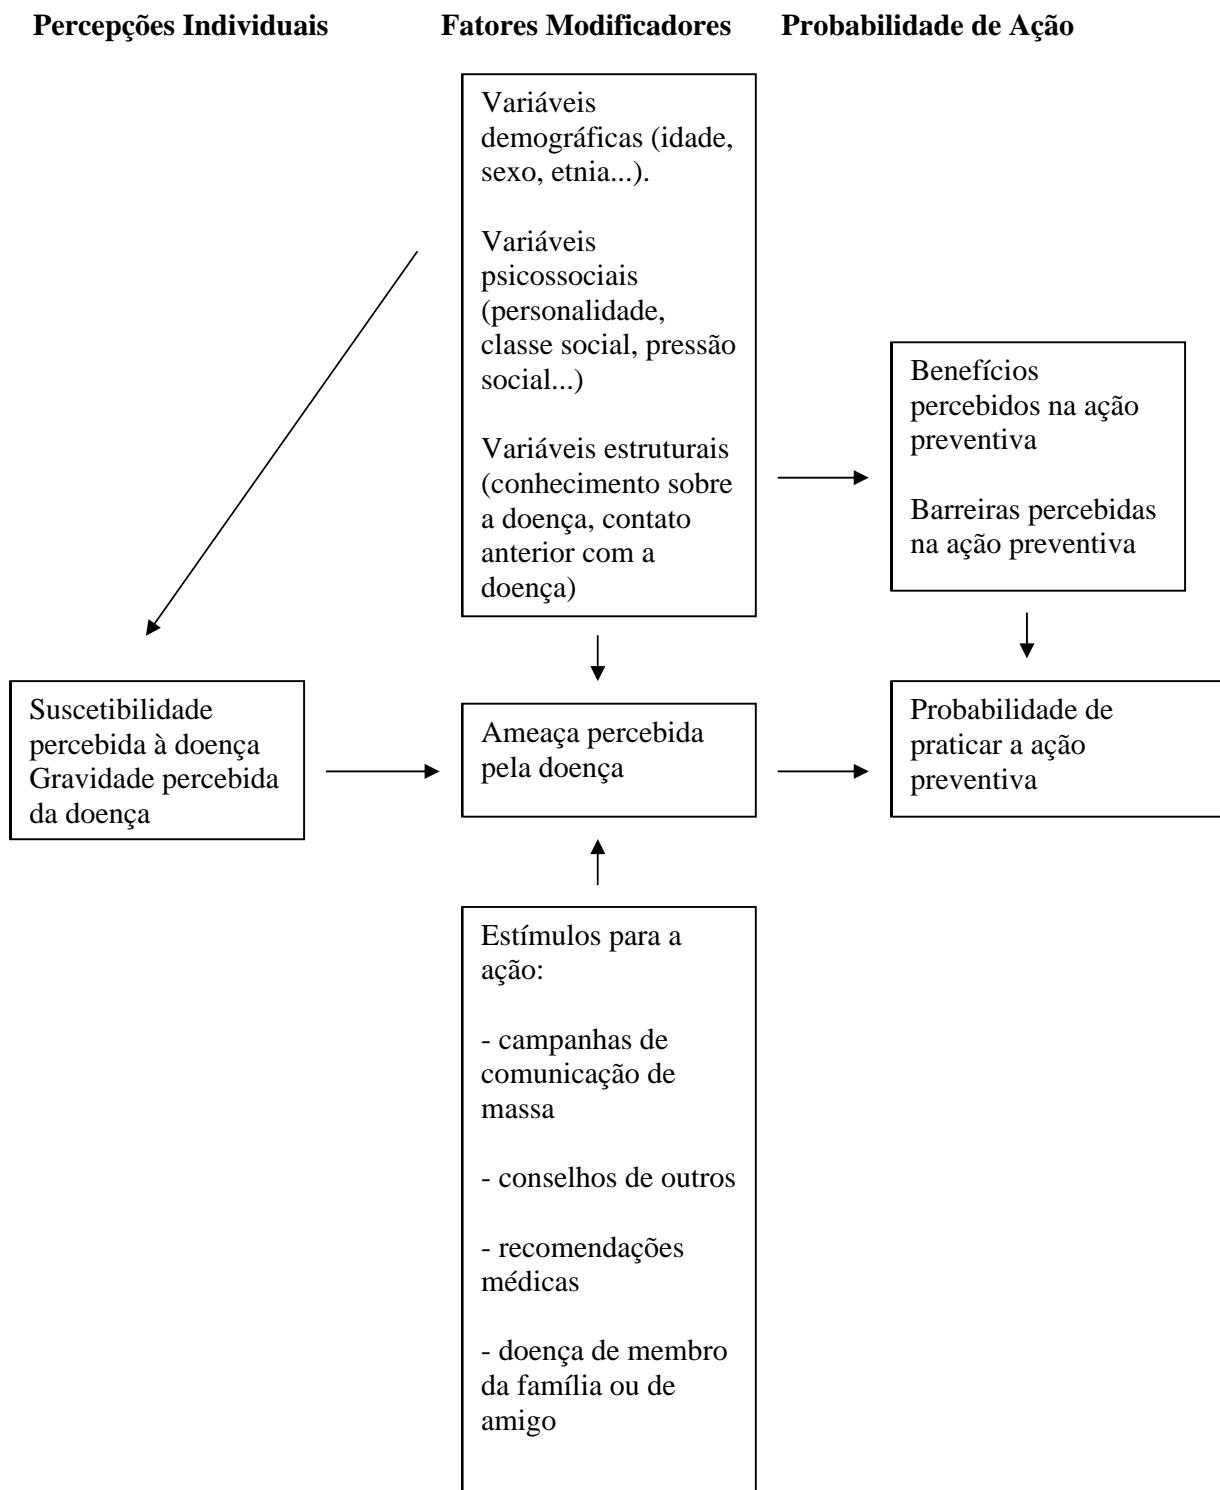 Percepções Individuais
Fatores Modificadores
Probabilidade de Ação
Variáveis
demográficas (idade,
sexo, etnia...).
Variáveis
psicossociais
(personalidade,
classe social, pressão
social...)
Variáveis estruturais
(conhecimento sobre
a doença, contato
anterior com a
doença)
Benefícios
percebidos na ação
preventiva
Barreiras percebidas
na ação preventiva
Suscetibilidade
percebida à doença
Gravidade percebida
da doença
Ameaça percebida
pela doença
Probabilidade de
praticar a ação
preventiva
Estímulos para a
ação:
- campanhas de
comunicação de
massa
- conselhos de outros
- recomendações
médicas
- doença de membro
da família ou de
amigo